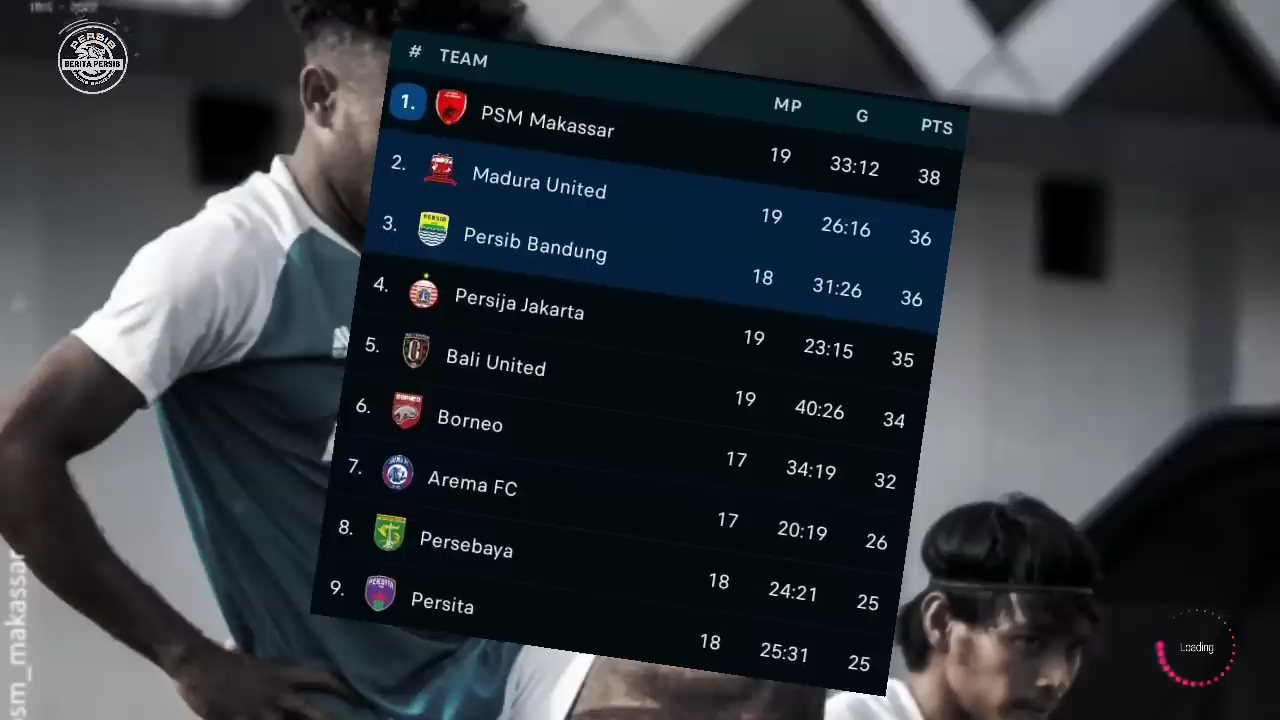 PERSIB
BERITA PERSIB
# TEAM MP G PTS
1. PSM Makassar 19 33:12 38
2. Madura United 19 26:16 36
3. Persib Bandung 18 31:26 36
4. Persija Jakarta 19 23:15 35
5. Bali United 19 40:26 34
6. Borneo 17 34:19 32
7. Arema FC 17 20:19 26
8. Persebaya 18 24:21 25
9. Persita 18 25:31 25
sm_makassar
Loading